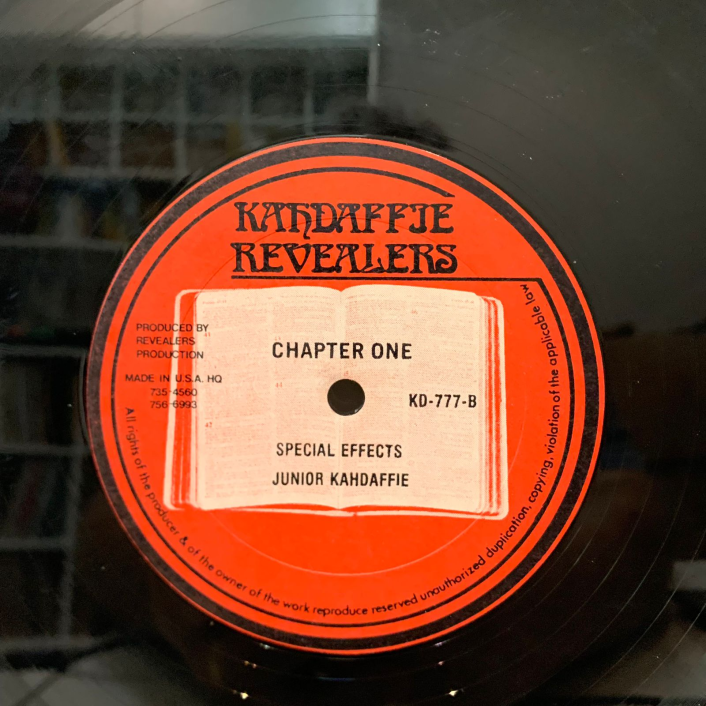 KAHDAFFIE
REVEALERS
PRODUCED BY
REVEALERS
PRODUCTION
MADE IN U.S.A. HQ
735-4560
756-6993
CHAPTER ONE
KD-777-B
SPECIAL EFFECTS
JUNIOR KAHDAFFIE
All rights of the producer & of the owner of the work reproduce reserved unauthorized duplication, copying, violation of the applicable law